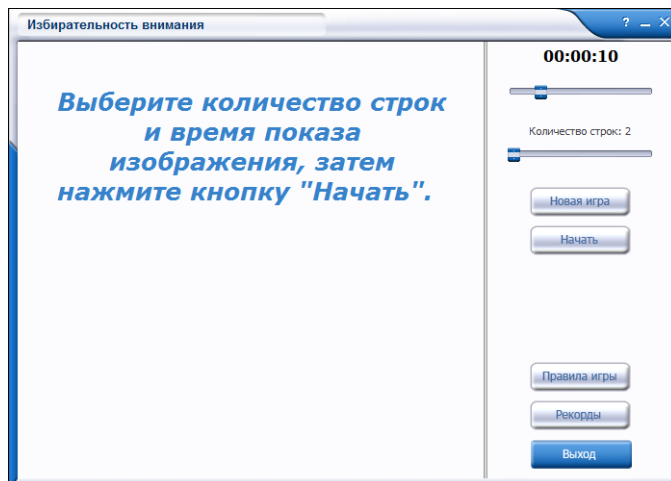 Избирательность внимания
? _ ×
Выберите количество строк
и время показа
изображения, затем
нажмите кнопку "Начать".
00:00:10
Количество строк: 2
Новая игра
Начать
Правила игры
Рекорды
Выход